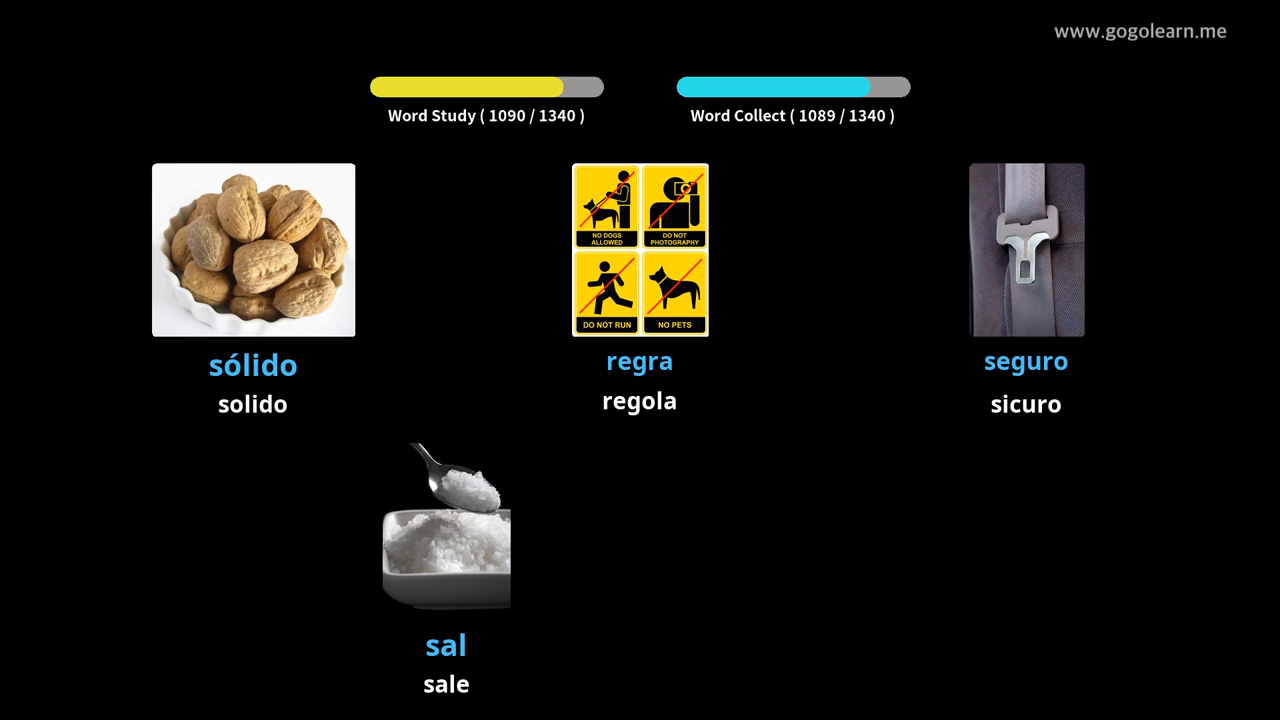 www.gogolearn.me
Word Study ( 1090 / 1340 )
Word Collect ( 1089 / 1340 )
NO DOGS
ALLOWED
DO NOT
PHOTOGRAPHY
DO NOT RUN
NO PETS
sólido
solido
regra
regola
seguro
sicuro
sal
sale